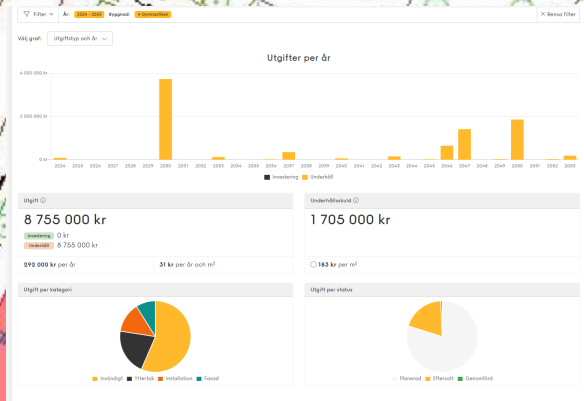 Filter År: 2024 - 2053 Byggnad: 4 Gymnastiken Rensa filter
Välj graf: Utgiftstyp och år
Utgifter per år
4 000 000 kr
2 000 000 kr
0 kr
2024 2025 2026 2027 2028 2029 2030 2031 2032 2033 2034 2035 2036 2037 2038 2039 2040 2041 2042 2043 2044 2045 2046 2047 2048 2049 2050 2051 2052 2053
Investering Underhåll
Utgift
8 755 000 kr
Investering 0 kr
Underhåll 8 755 000 kr
292 000 kr per år 31 kr per år och m²
Underhållsskuld
1 705 000 kr
183 kr per m²
Utgift per kategori
Invändigt Yttertak Installation Fasad
Utgift per status
Planerad Eftersatt Genomförd